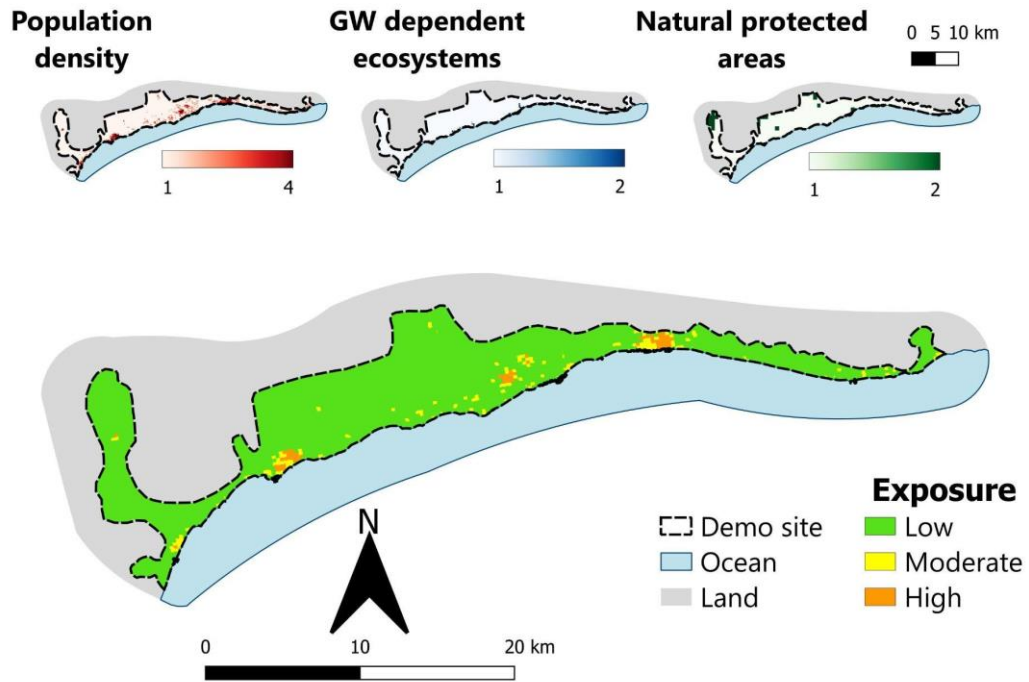 Population
density
GW dependent
ecosystems
Natural protected
areas
0 5 10 km
1 4
1 2
1 2
N
Exposure
Demo site
Ocean
Land
Low
Moderate
High
0 10 20 km